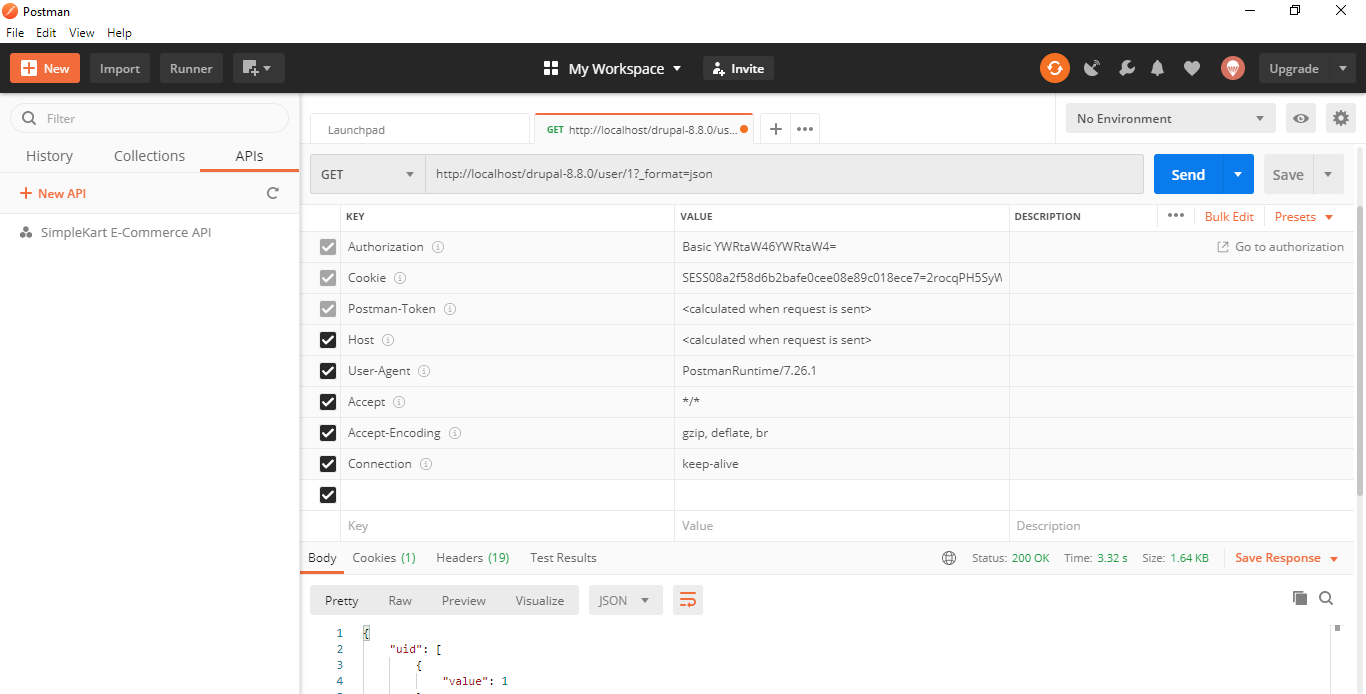 Postman
File Edit View Help
New Import Runner My Workspace Invite Upgrade
Filter
History Collections APIs
New API
SimpleKart E-Commerce API
Launchpad GET http://localhost/drupal-8.8.0/us... No Environment
GET http://localhost/drupal-8.8.0/user/1?_format=json Send Save
KEY VALUE DESCRIPTION Bulk Edit Presets
Authorization Basic YWRtaW46YWRtaW4= Go to authorization
Cookie SESS08a2f58d6b2bafe0cee08e89c018ece7=2rocqPH5SyW
Postman-Token <calculated when request is sent>
Host <calculated when request is sent>
User-Agent PostmanRuntime/7.26.1
Accept */*
Accept-Encoding gzip, deflate, br
Connection keep-alive
Key Value Description
Body Cookies (1) Headers (19) Test Results Status: 200 OK Time: 3.32 s Size: 1.64 KB Save Response
Pretty Raw Preview Visualize JSON
1 {
2 "uid": [
3 {
4 "value": 1